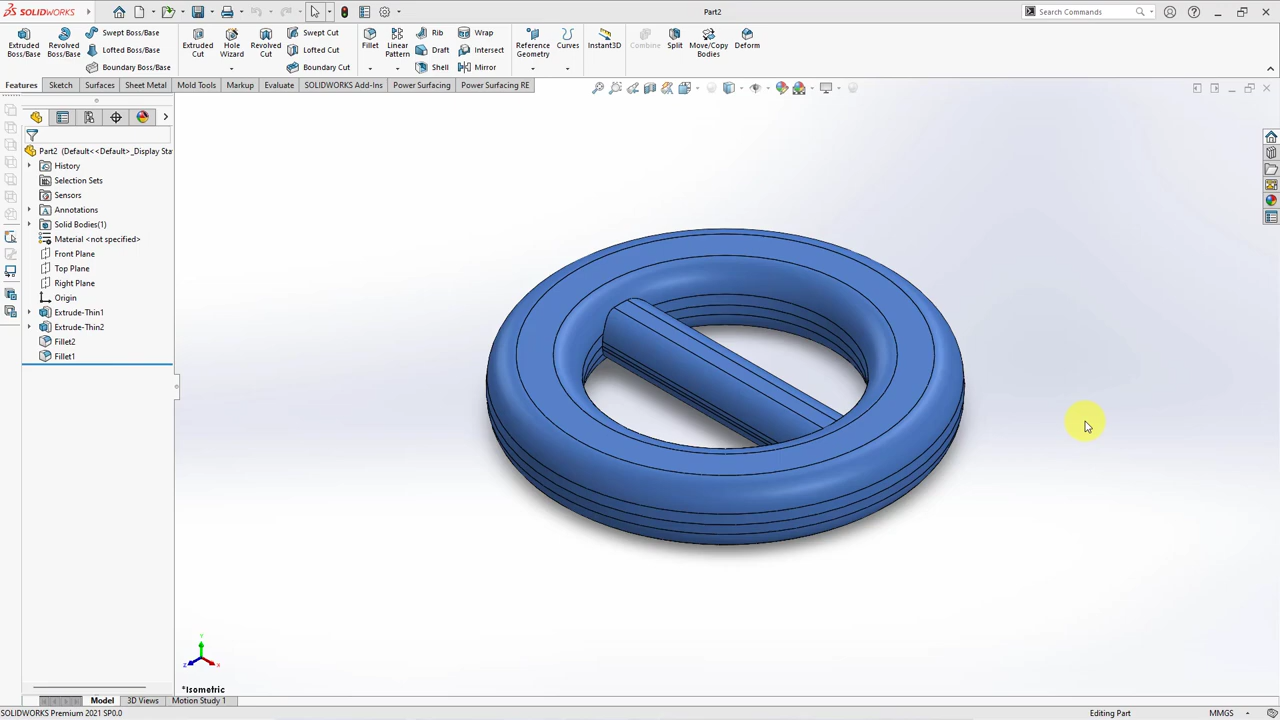 SOLIDWORKS
Part2
Search Commands
Extruded Boss/Base
Revolved Boss/Base
Swept Boss/Base
Lofted Boss/Base
Boundary Boss/Base
Extruded Cut
Hole Wizard
Revolved Cut
Swept Cut
Lofted Cut
Boundary Cut
Fillet
Linear Pattern
Rib
Draft
Shell
Wrap
Intersect
Mirror
Reference Geometry
Curves
Instant3D
Combine
Split
Move/Copy Bodies
Deform
Features
Sketch
Surfaces
Sheet Metal
Mold Tools
Markup
Evaluate
SOLIDWORKS Add-Ins
Power Surfacing
Power Surfacing RE
Part2 (Default<<Default>_Display Sta
History
Selection Sets
Sensors
Annotations
Solid Bodies(1)
Material <not specified>
Front Plane
Top Plane
Right Plane
Origin
Extrude-Thin1
Extrude-Thin2
Fillet2
Fillet1
Y
Z
X
*Isometric
Model
3D Views
Motion Study 1
SOLIDWORKS Premium 2021 SP0.0
Editing Part
MMGS